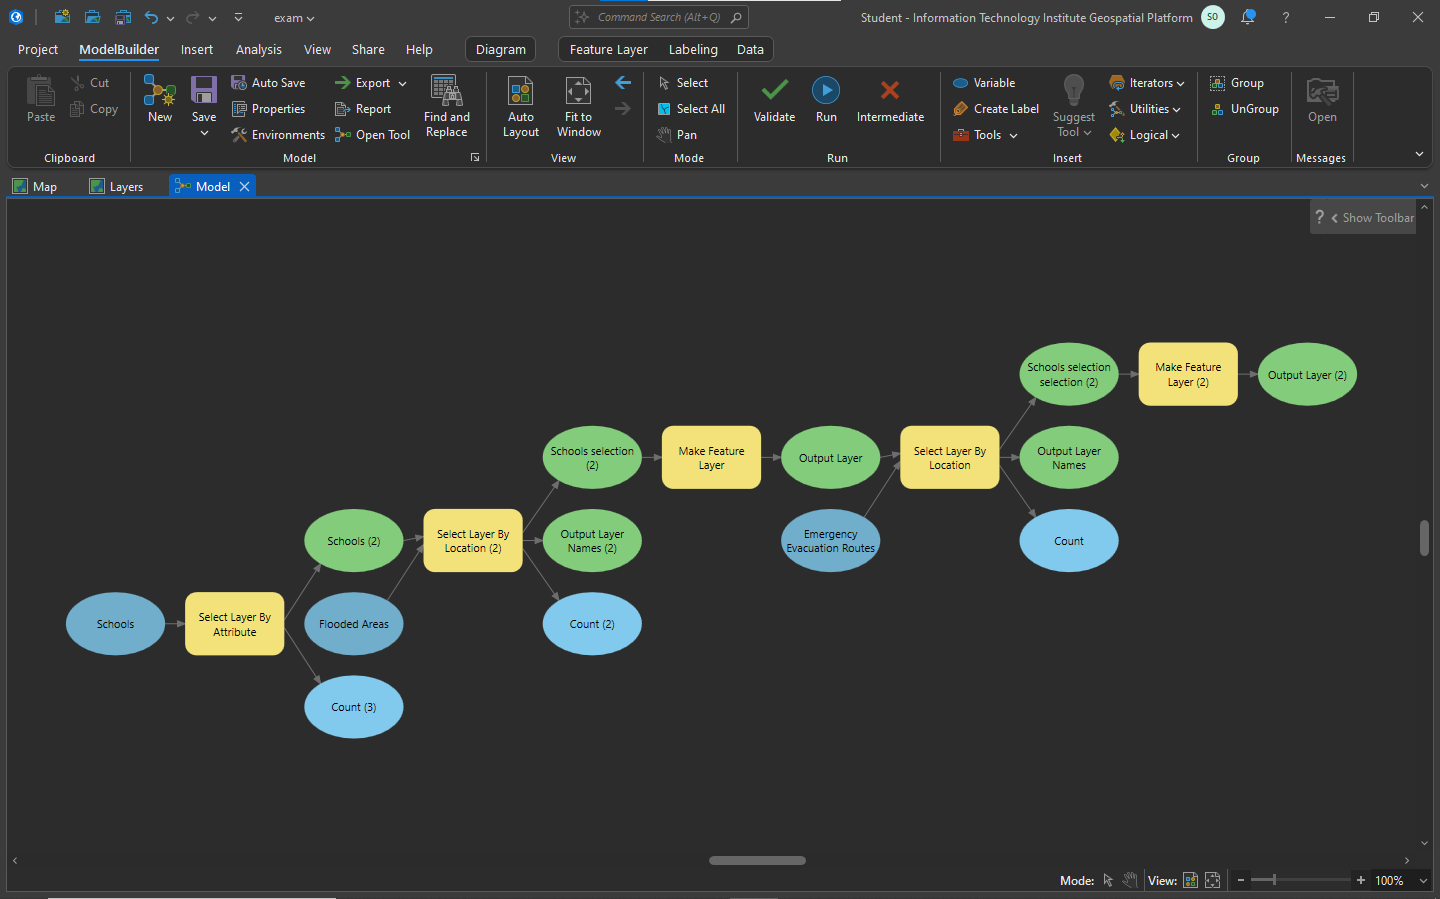 exam
Command Search (Alt+Q)
Student - Information Technology Institute Geospatial Platform
SO
?
Project
ModelBuilder
Insert
Analysis
View
Share
Help
Diagram
Feature Layer
Labeling
Data
Paste
Cut
Copy
Clipboard
New
Save
Auto Save
Properties
Environments
Export
Report
Open Tool
Find and
Replace
Model
Auto
Layout
Fit to
Window
View
Select
Select All
Pan
Mode
Validate
Run
Intermediate
Run
Variable
Create Label
Tools
Suggest
Tool
Iterators
Utilities
Logical
Insert
Group
UnGroup
Group
Open
Messages
Map
Layers
Model
? Show Toolbar
Schools selection
selection (2)
Make Feature
Layer (2)
Output Layer (2)
Schools selection
(2)
Make Feature
Layer
Output Layer
Select Layer By
Location
Output Layer
Names
Schools (2)
Select Layer By
Location (2)
Output Layer
Names (2)
Emergency
Evacuation Routes
Count
Schools
Select Layer By
Attribute
Flooded Areas
Count (2)
Count (3)
Mode:
View:
100%